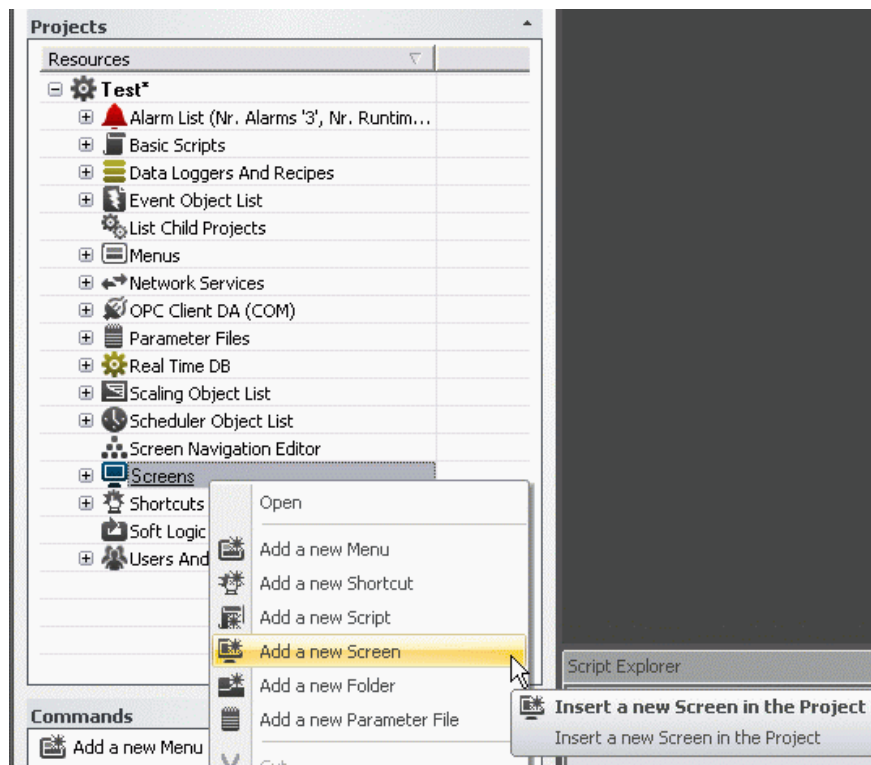 Projects
Resources
Test*
Alarm List (Nr. Alarms '3', Nr. Runtim...
Basic Scripts
Data Loggers And Recipes
Event Object List
List Child Projects
Menus
Network Services
OPC Client DA (COM)
Parameter Files
Real Time DB
Scaling Object List
Scheduler Object List
Screen Navigation Editor
Screens
Shortcuts
Soft Logic
Users And
Open
Add a new Menu
Add a new Shortcut
Add a new Script
Add a new Screen
Add a new Folder
Add a new Parameter File
Script Explorer
Insert a new Screen in the Project
Insert a new Screen in the Project
Commands
Add a new Menu